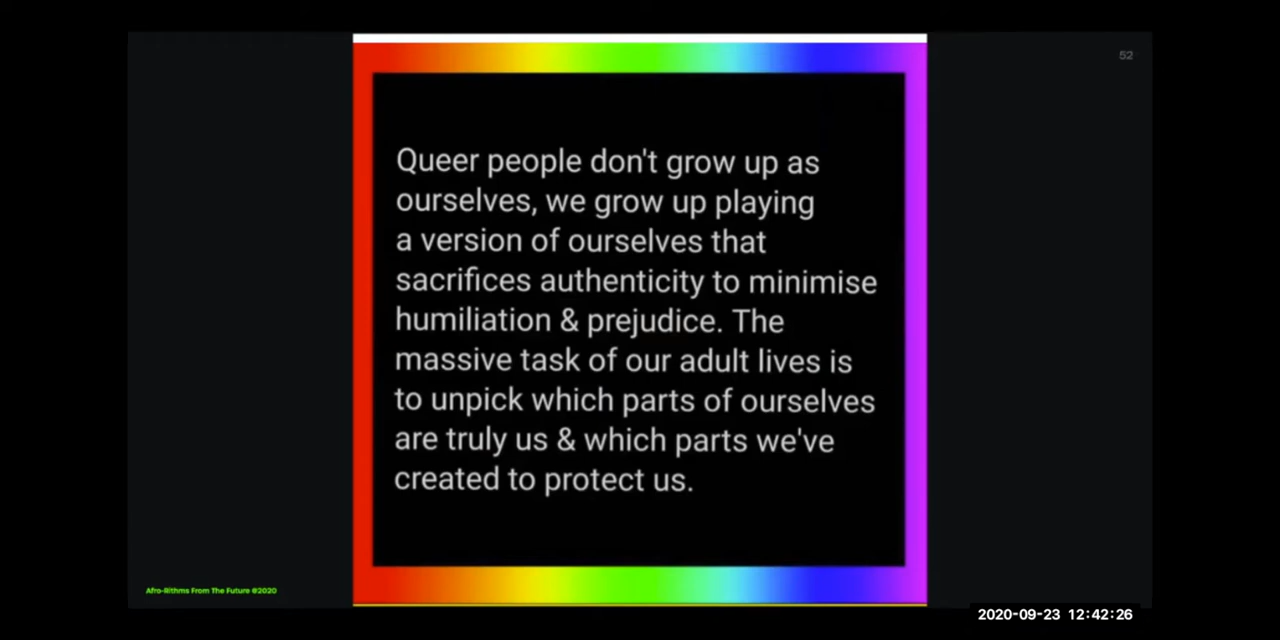 52
Queer people don't grow up as
ourselves, we grow up playing
a version of ourselves that
sacrifices authenticity to minimise
humiliation & prejudice. The
massive task of our adult lives is
to unpick which parts of ourselves
are truly us & which parts we've
created to protect us.
Afro-Rithms From The Future ©2020
2020-09-23 12:42:26